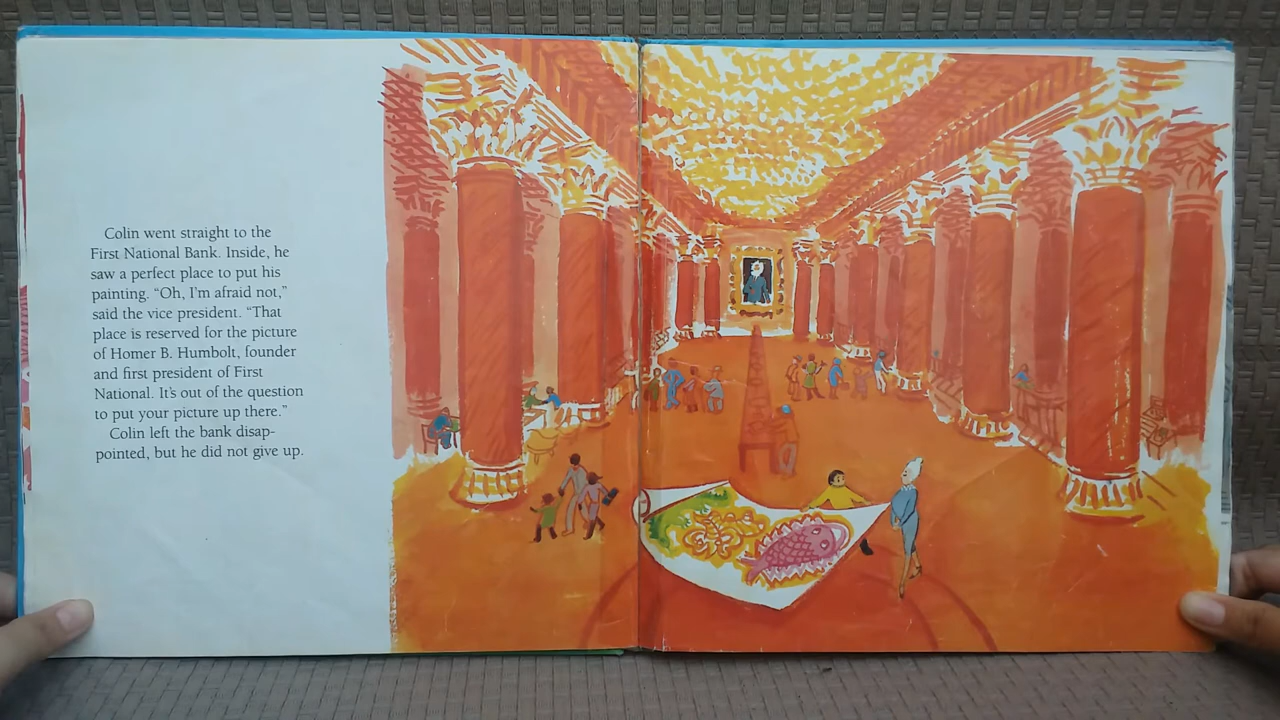 Colin went straight to the
First National Bank. Inside, he
saw a perfect place to put his
painting. “Oh, I'm afraid not,”
said the vice president. “That
place is reserved for the picture
of Homer B. Humbolt, founder
and first president of First
National. It's out of the question
to put your picture up there.”
Colin left the bank disap-
pointed, but he did not give up.